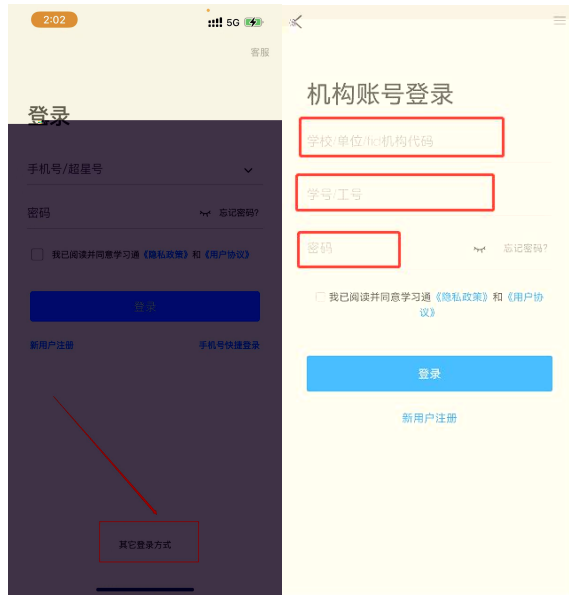 2:02
5G
客服
登录
手机号/超星号
密码
忘记密码?
我已阅读并同意学习通《隐私政策》和《用户协议》
登录
新用户注册
手机号快捷登录
其它登录方式
机构账号登录
学校/单位/fid机构代码
学号/工号
密码
忘记密码?
我已阅读并同意学习通《隐私政策》和《用户协
议》
登录
新用户注册